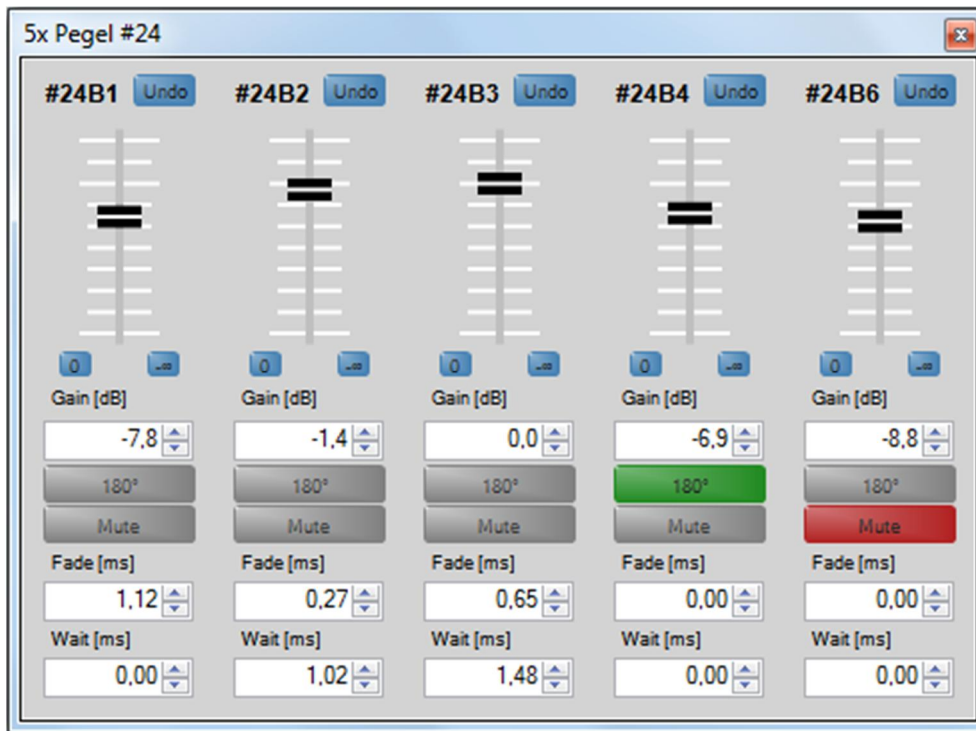 5x Pegel #24
#24B1 Undo #24B2 Undo #24B3 Undo #24B4 Undo #24B6 Undo
0 -∞ 0 -∞ 0 -∞ 0 -∞ 0 -∞
Gain [dB] Gain [dB] Gain [dB] Gain [dB] Gain [dB]
-7,8 -1,4 0,0 -6,9 -8,8
180° 180° 180° 180° 180°
Mute Mute Mute Mute Mute
Fade [ms] Fade [ms] Fade [ms] Fade [ms] Fade [ms]
1,12 0,27 0,65 0,00 0,00
Wait [ms] Wait [ms] Wait [ms] Wait [ms] Wait [ms]
0,00 1,02 1,48 0,00 0,00